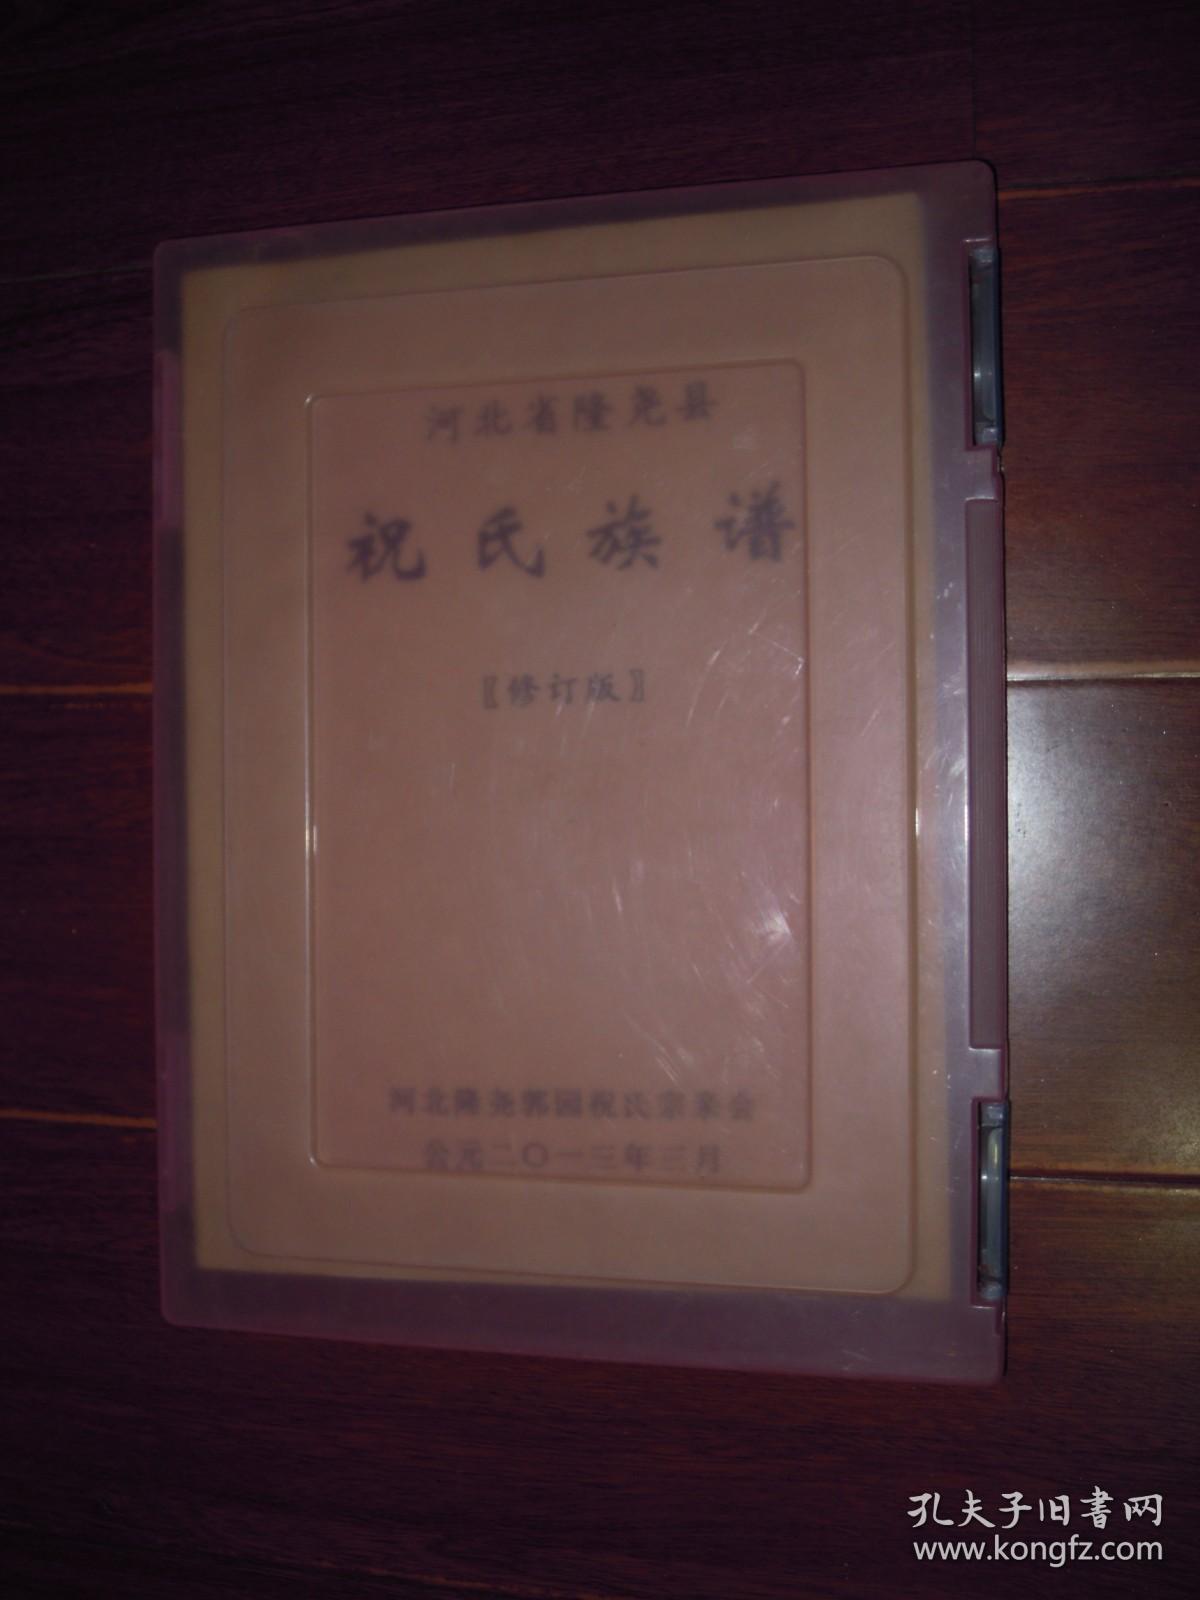 河北省隆尧县
祝氏族谱
〖修订版〗
河北隆尧郭园祝氏宗亲会
公元二〇一三年三月
孔夫子旧书网
www.kongfz.com